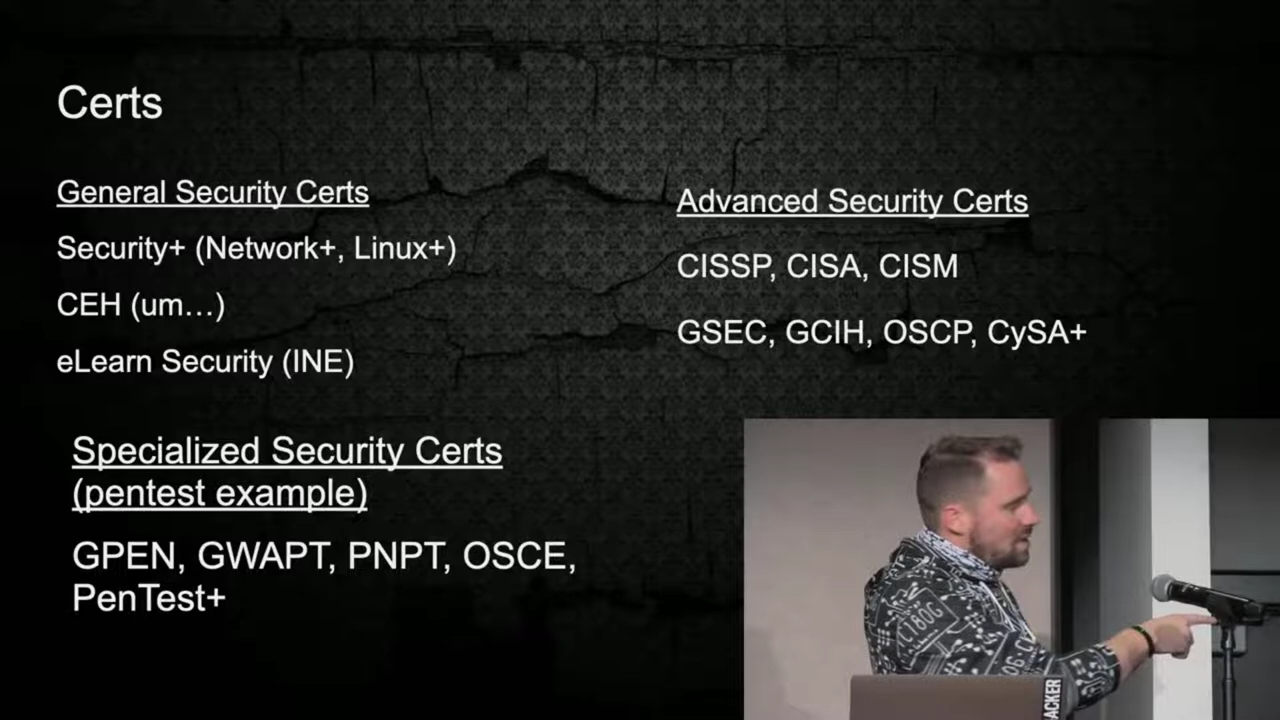 Certs
General Security Certs
Security+ (Network+, Linux+)
CEH (um…)
eLearn Security (INE)
Advanced Security Certs
CISSP, CISA, CISM
GSEC, GCIH, OSCP, CySA+
Specialized Security Certs
(pentest example)
GPEN, GWAPT, PNPT, OSCE,
PenTest+
ACKER